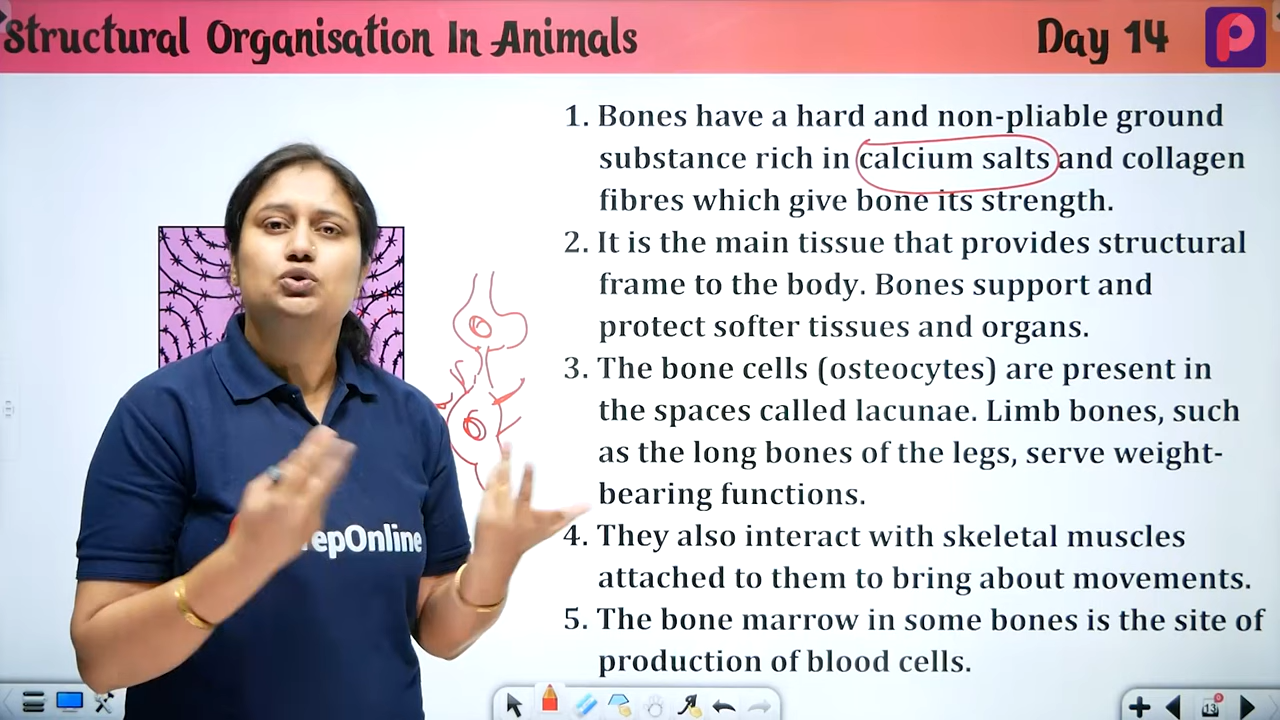 Structural Organisation In Animals
Day 14
1. Bones have a hard and non-pliable ground
substance rich in calcium salts and collagen
fibres which give bone its strength.
2. It is the main tissue that provides structural
frame to the body. Bones support and
protect softer tissues and organs.
3. The bone cells (osteocytes) are present in
the spaces called lacunae. Limb bones, such
as the long bones of the legs, serve weight-
bearing functions.
4. They also interact with skeletal muscles
attached to them to bring about movements.
5. The bone marrow in some bones is the site of
production of blood cells.
epOnline
13